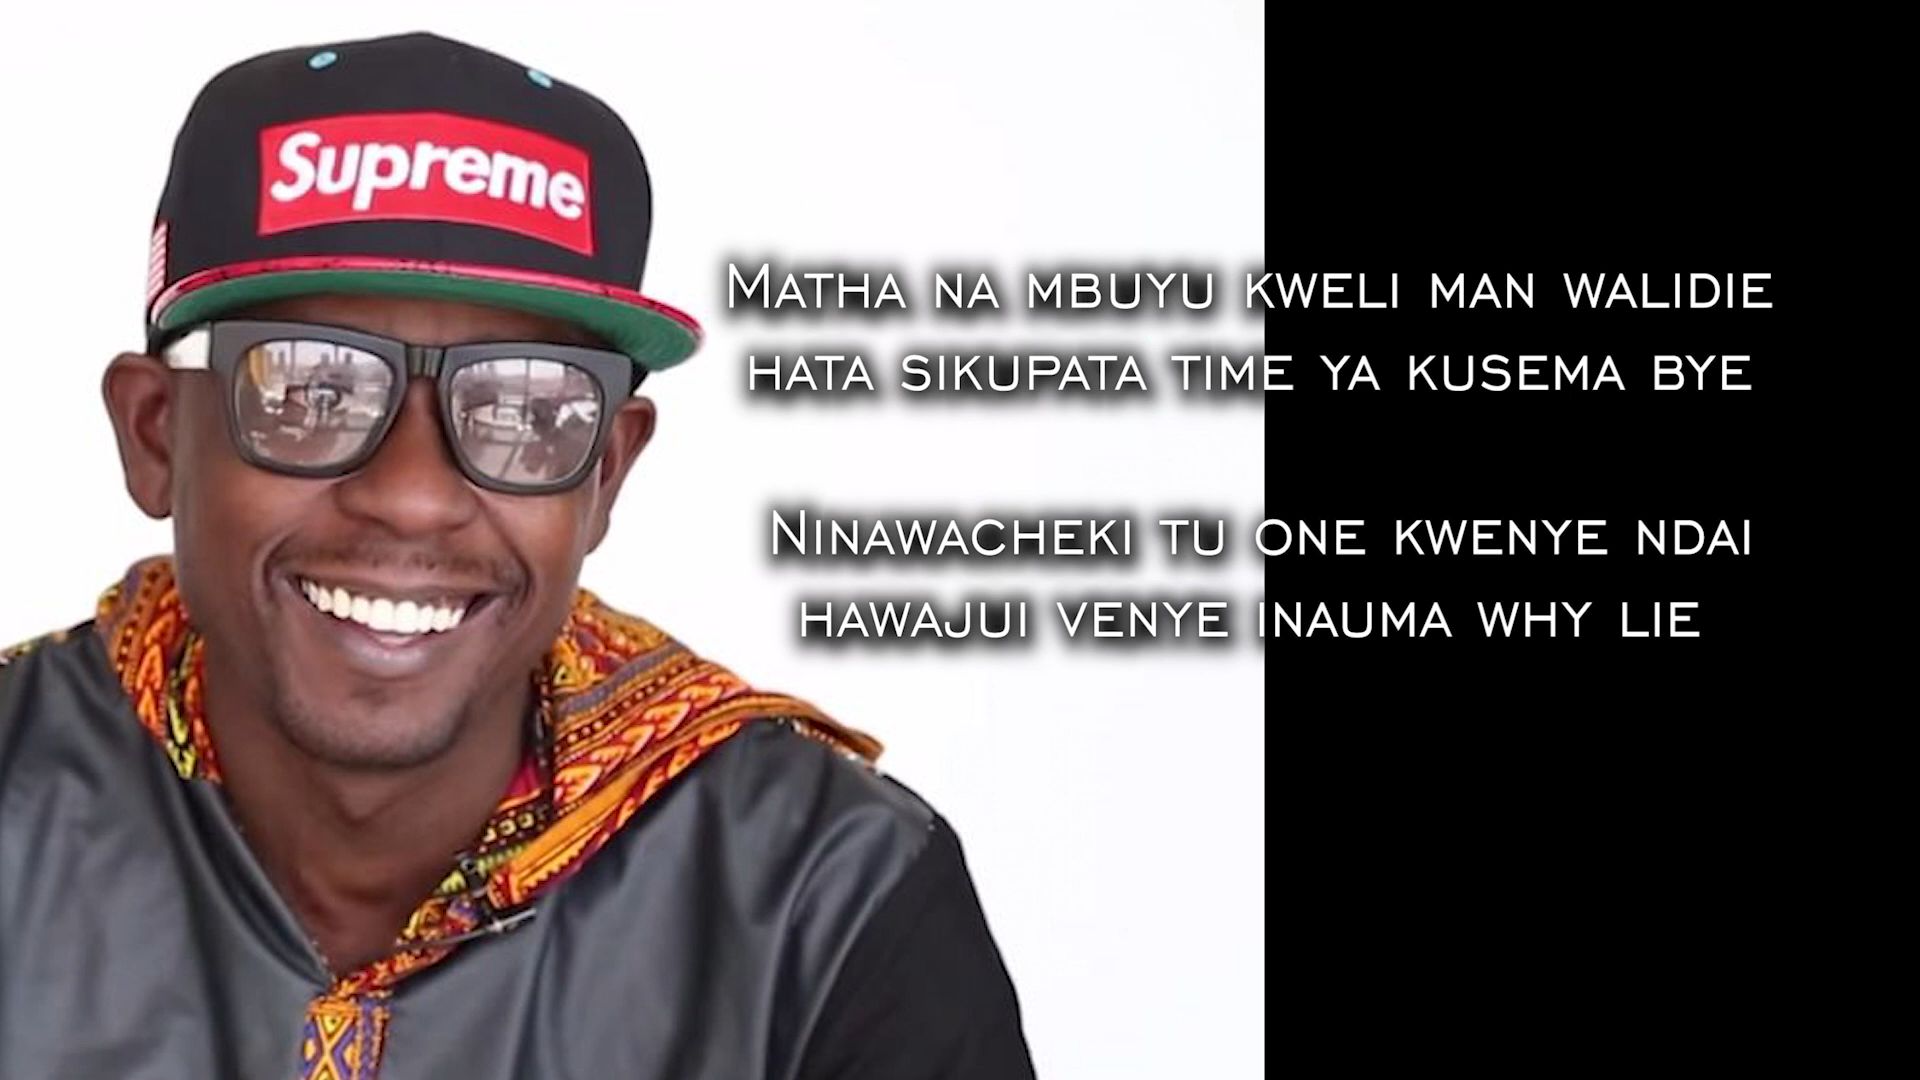 Supreme
MATHA NA MBUYU KWELI MAN WALIDIE
HATA SIKUPATA TIME YA KUSEMA BYE
NINAWACHEKI TU ONE KWENYE NDAI
HAWAJUI VENYE INAUMA WHY LIE